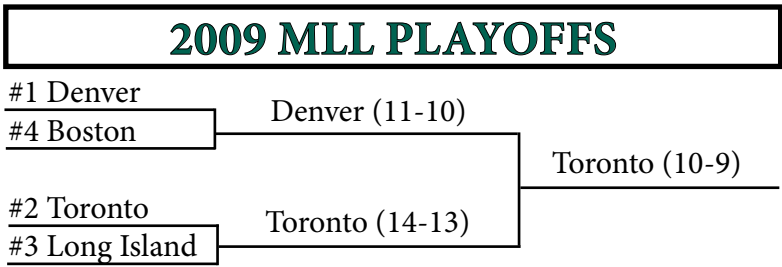 2009 MLL PLAYOFFS
#1 Denver
#4 Boston
Denver (11-10)
#2 Toronto
#3 Long Island
Toronto (14-13)
Toronto (10-9)